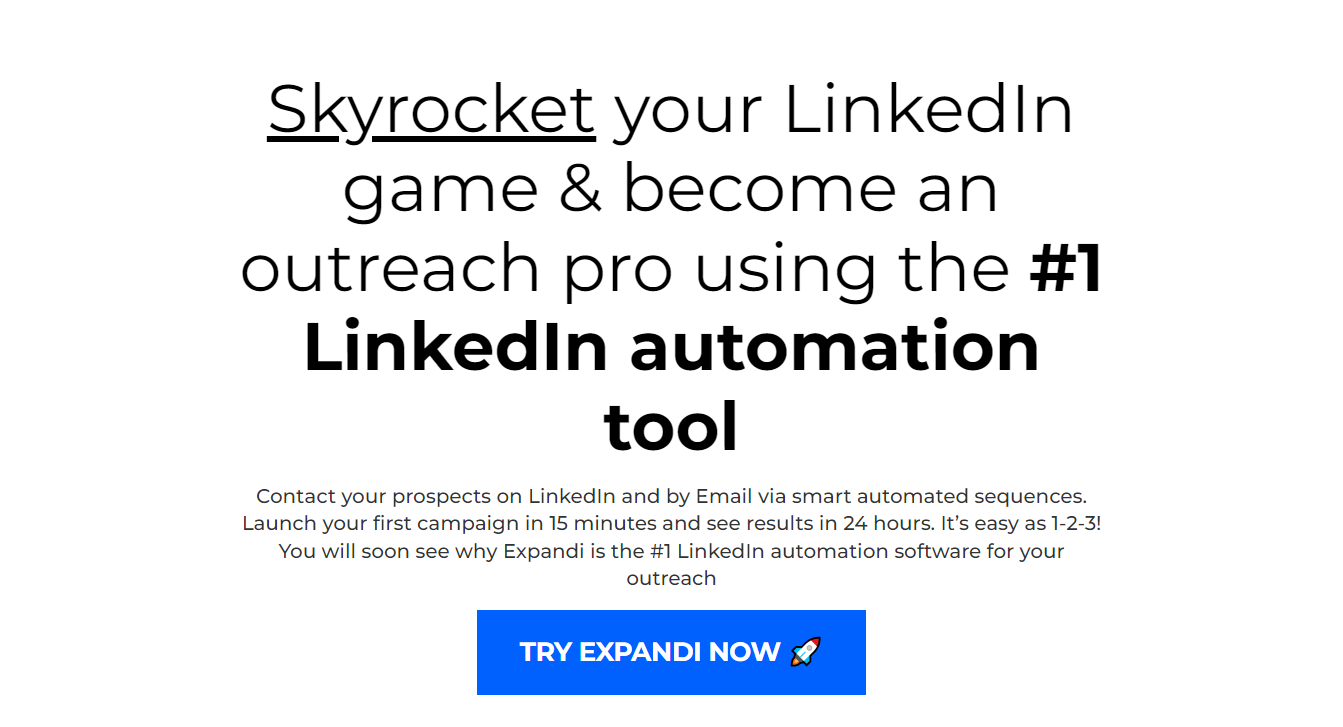 Skyrocket your LinkedIn
game & become an
outreach pro using the #1
LinkedIn automation
tool
Contact your prospects on LinkedIn and by Email via smart automated sequences.
Launch your first campaign in 15 minutes and see results in 24 hours. It’s easy as 1-2-3!
You will soon see why Expandi is the #1 LinkedIn automation software for your
outreach
TRY EXPANDI NOW 🚀